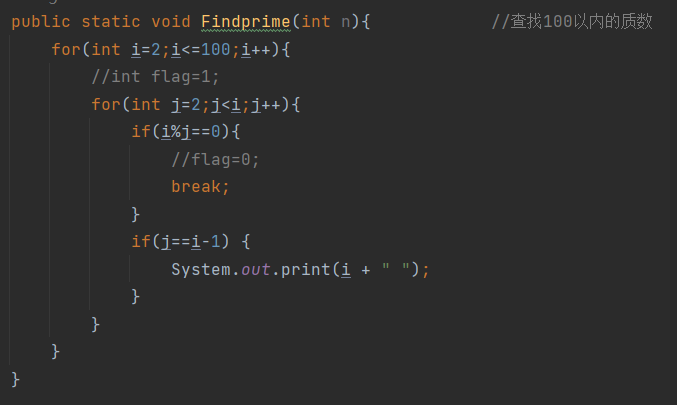 public static void Findprime(int n){            //查找100以内的质数
    for(int i=2;i<=100;i++){
        //int flag=1;
        for(int j=2;j<i;j++){
            if(i%j==0){
                //flag=0;
                break;
            }
            if(j==i-1) {
                System.out.print(i + " ");
            }
        }
    }
}